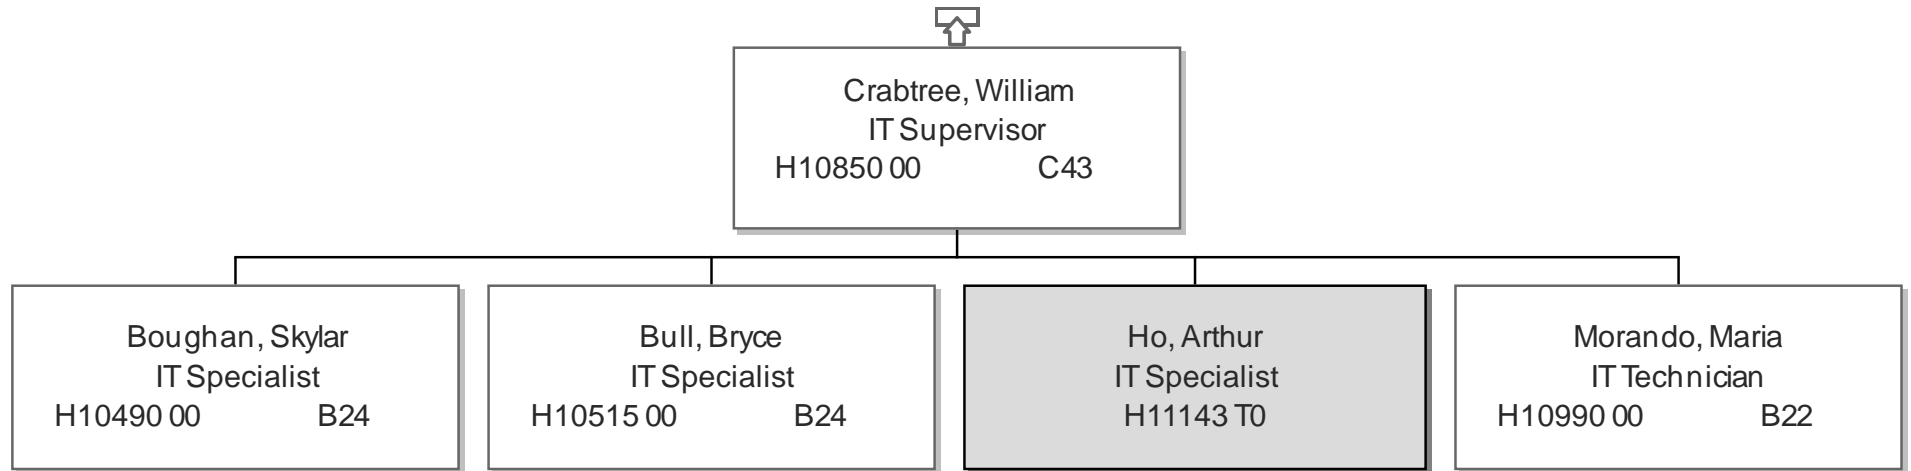 Crabtree, William
IT Supervisor
H10850 00 C43
Boughan, Skylar
IT Specialist
H10490 00 B24
Bull, Bryce
IT Specialist
H10515 00 B24
Ho, Arthur
IT Specialist
H11143 T0
Morando, Maria
IT Technician
H10990 00 B22